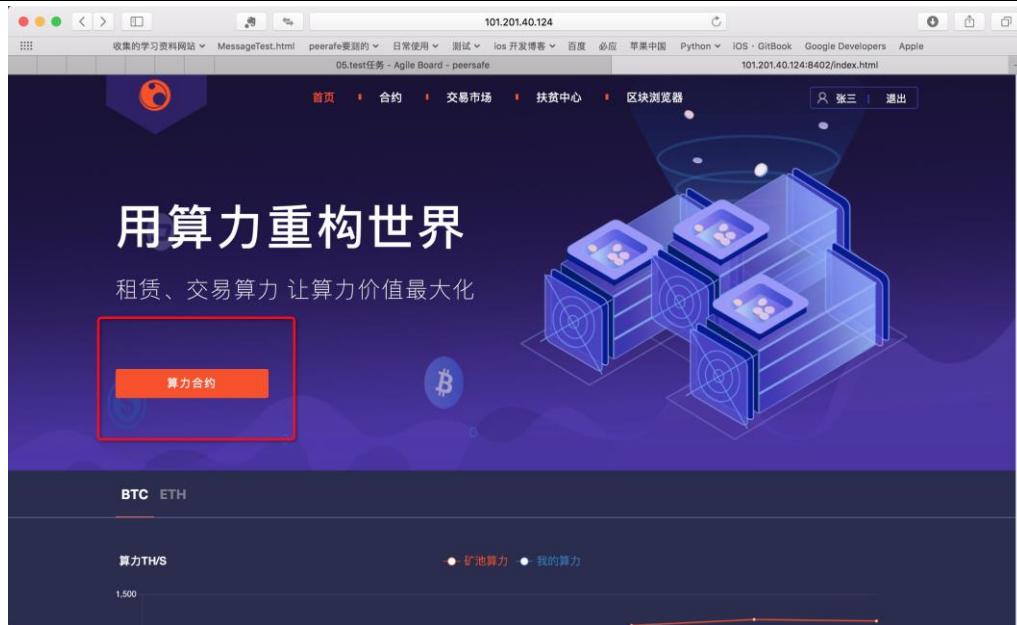 101.201.40.124
收集的学习资料网站 MessageTest.html peerafe要测的 日常使用 测试 ios 开发博客 百度 必应 苹果中国 Python iOS · GitBook Google Developers Apple
05.test任务 - Agile Board - peersafe 101.201.40.124:8402/index.html
首页 合约 交易市场 扶贫中心 区块浏览器 张三 | 退出
用算力重构世界
租赁、交易算力 让算力价值最大化
算力合约
BTC ETH
算力TH/S 矿池算力 我的算力
1,500